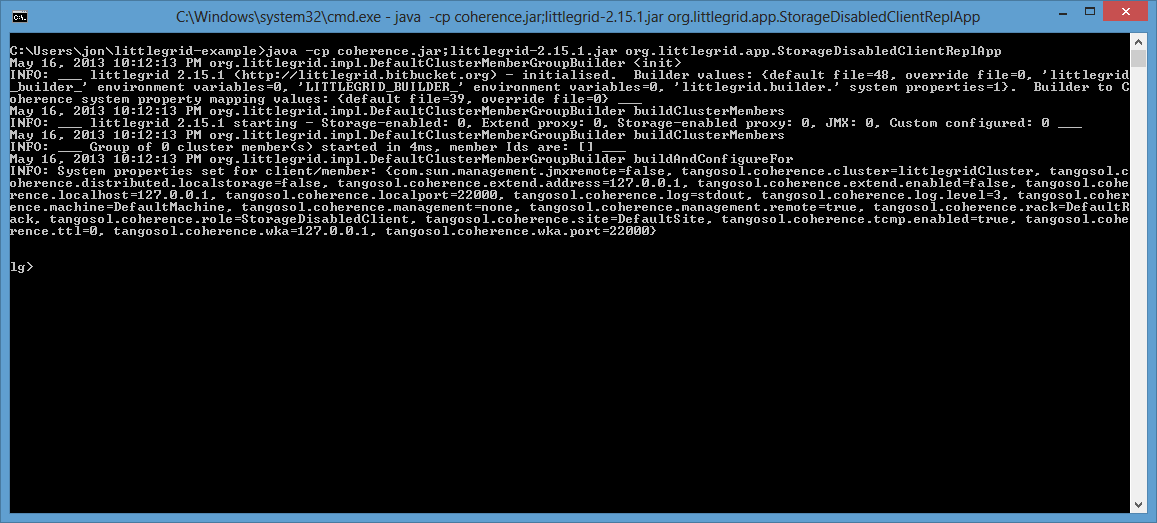 C:\Windows\system32\cmd.exe - java  -cp coherence.jar;littlegrid-2.15.1.jar org.littlegrid.app.StorageDisabledClientReplApp
C:\Users\jon\littlegrid-example>java -cp coherence.jar;littlegrid-2.15.1.jar org.littlegrid.app.StorageDisabledClientReplApp
May 16, 2013 10:12:13 PM org.littlegrid.impl.DefaultClusterMemberGroupBuilder <init>
INFO: ___ littlegrid 2.15.1 (http://littlegrid.bitbucket.org) - initialised.  Builder values: {default file=48, override file=0, 'littlegrid
_builder_' environment variables=0, 'LITTLEGRID_BUILDER_' environment variables=0, 'littlegrid.builder.' system properties=1}.  Builder to C
oherence system property mapping values: {default file=39, override file=0} ___
May 16, 2013 10:12:13 PM org.littlegrid.impl.DefaultClusterMemberGroupBuilder buildClusterMembers
INFO: ___ littlegrid 2.15.1 starting - Storage-enabled: 0, Extend proxy: 0, Storage-enabled proxy: 0, JMX: 0, Custom configured: 0 ___
May 16, 2013 10:12:13 PM org.littlegrid.impl.DefaultClusterMemberGroupBuilder buildClusterMembers
INFO: ___ Group of 0 cluster member(s) started in 4ms, member Ids are: [] ___
May 16, 2013 10:12:13 PM org.littlegrid.impl.DefaultClusterMemberGroupBuilder buildAndConfigureFor
INFO: System properties set for client/member: {com.sun.management.jmxremote=false, tangosol.coherence.cluster=littlegridCluster, tangosol.c
oherence.distributed.localstorage=false, tangosol.coherence.extend.address=127.0.0.1, tangosol.coherence.extend.enabled=false, tangosol.cohe
rence.localhost=127.0.0.1, tangosol.coherence.localport=22000, tangosol.coherence.log=stdout, tangosol.coherence.log.level=3, tangosol.coher
ence.machine=DefaultMachine, tangosol.coherence.management=none, tangosol.coherence.management.remote=true, tangosol.coherence.rack=DefaultR
ack, tangosol.coherence.role=StorageDisabledClient, tangosol.coherence.site=DefaultSite, tangosol.coherence.tcmp.enabled=true, tangosol.cohe
rence.ttl=0, tangosol.coherence.wka=127.0.0.1, tangosol.coherence.wka.port=22000}
lg>